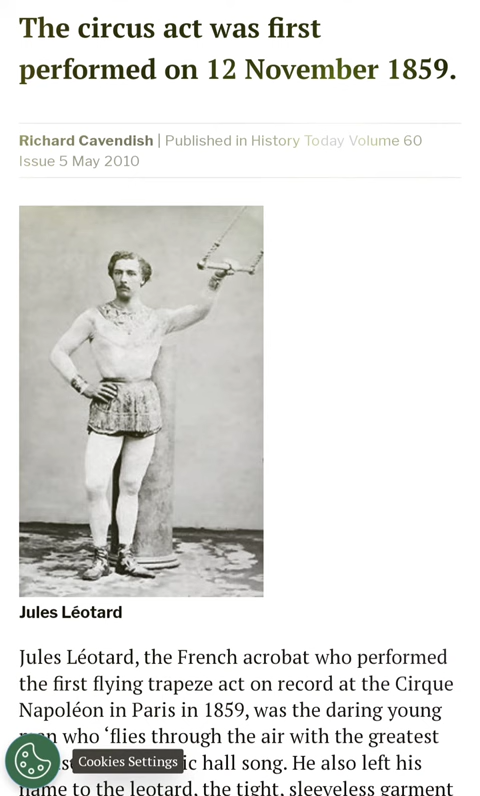 The circus act was first
performed on 12 November 1859.
Richard Cavendish | Published in History Today Volume 60
Issue 5 May 2010
Jules Léotard
Jules Léotard, the French acrobat who performed
the first flying trapeze act on record at the Cirque
Napoléon in Paris in 1859, was the daring young
who ‘flies through the air with the greatest
Cookies Settings
hall song. He also left his
to the leotard, the tight, sleeveless garment